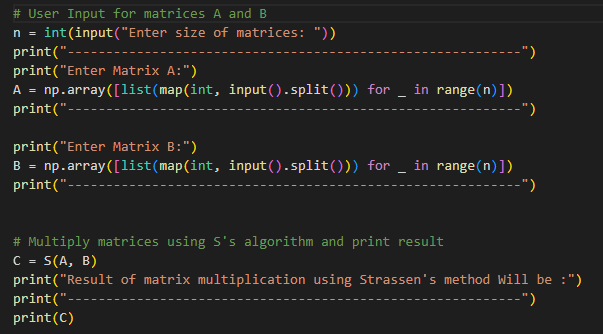 # User Input for matrices A and B
n = int(input("Enter size of matrices: "))
print("-----------------------------------------------------------")
print("Enter Matrix A:")
A = np.array([list(map(int, input().split())) for _ in range(n)])
print("-----------------------------------------------------------")
print("Enter Matrix B:")
B = np.array([list(map(int, input().split())) for _ in range(n)])
print("-----------------------------------------------------------")
# Multiply matrices using S's algorithm and print result
C = S(A, B)
print("Result of matrix multiplication using Strassen's method Will be :")
print("-----------------------------------------------------------")
print(C)